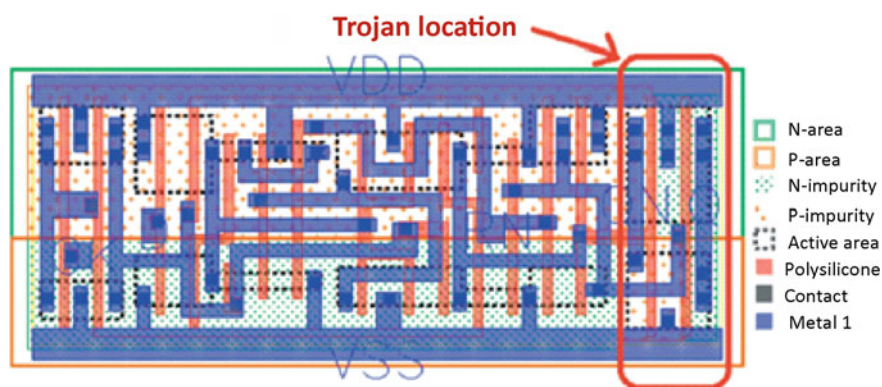 Trojan location
VDD
N-area
P-area
N-impurity
P-impurity
Active area
Polysilicone
Contact
Metal 1
VSS